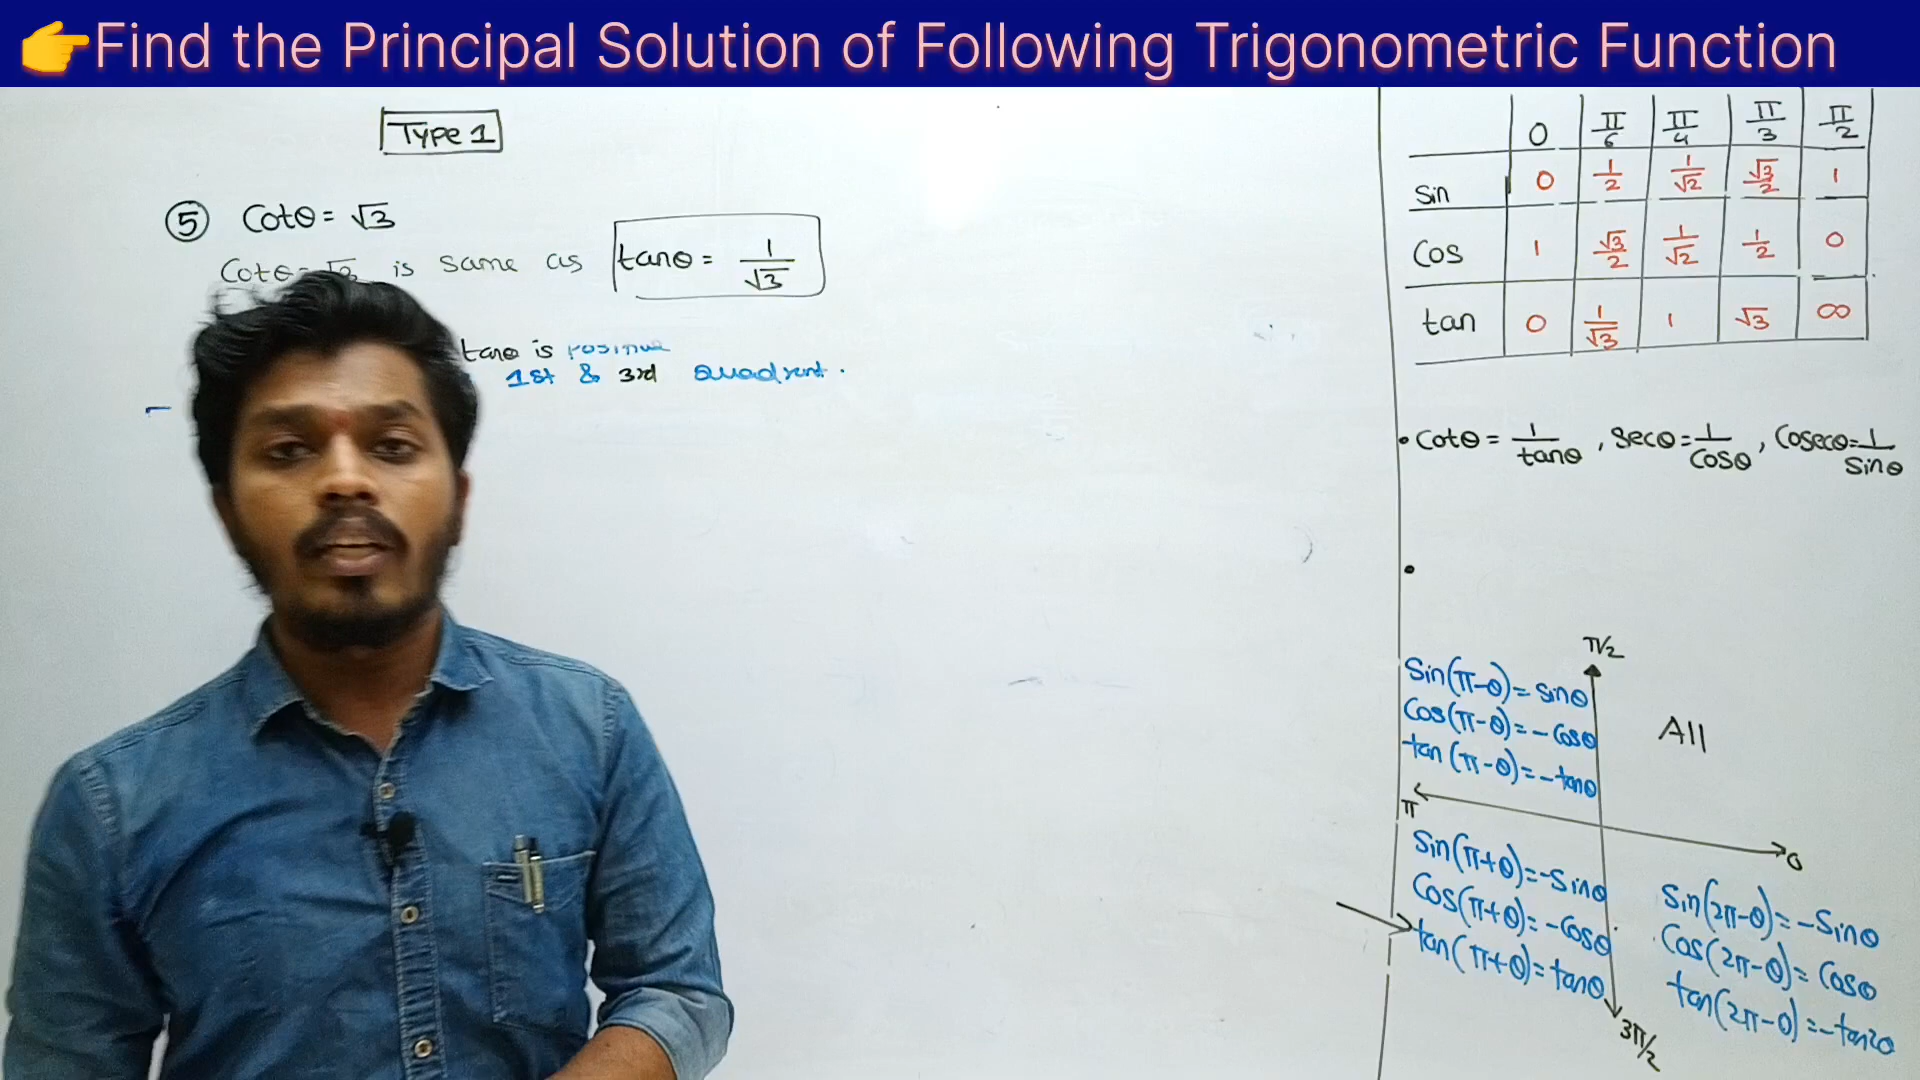 👉Find the Principal Solution of Following Trigonometric Function
Type 1
⑤ Cotθ = √3
Cotθ = √3 is same as tanθ = 1/√3
tanθ is positive
1st & 3rd Quadrant.
0 π/6 π/4 π/3 π/2
Sin 0 1/2 1/√2 √3/2 1
Cos 1 √3/2 1/√2 1/2 0
tan 0 1/√3 1 √3 ∞
• Cotθ = 1/tanθ , Secθ = 1/Cosθ , Cosecθ = 1/Sinθ
π/2
Sin(π-θ) = Sinθ
Cos(π-θ) = -Cosθ
tan(π-θ) = -tanθ
All
π
0
Sin(π+θ) = -Sinθ
Cos(π+θ) = -Cosθ
tan(π+θ) = tanθ
Sin(2π-θ) = -Sinθ
Cos(2π-θ) = Cosθ
tan(2π-θ) = -tanθ
3π/2